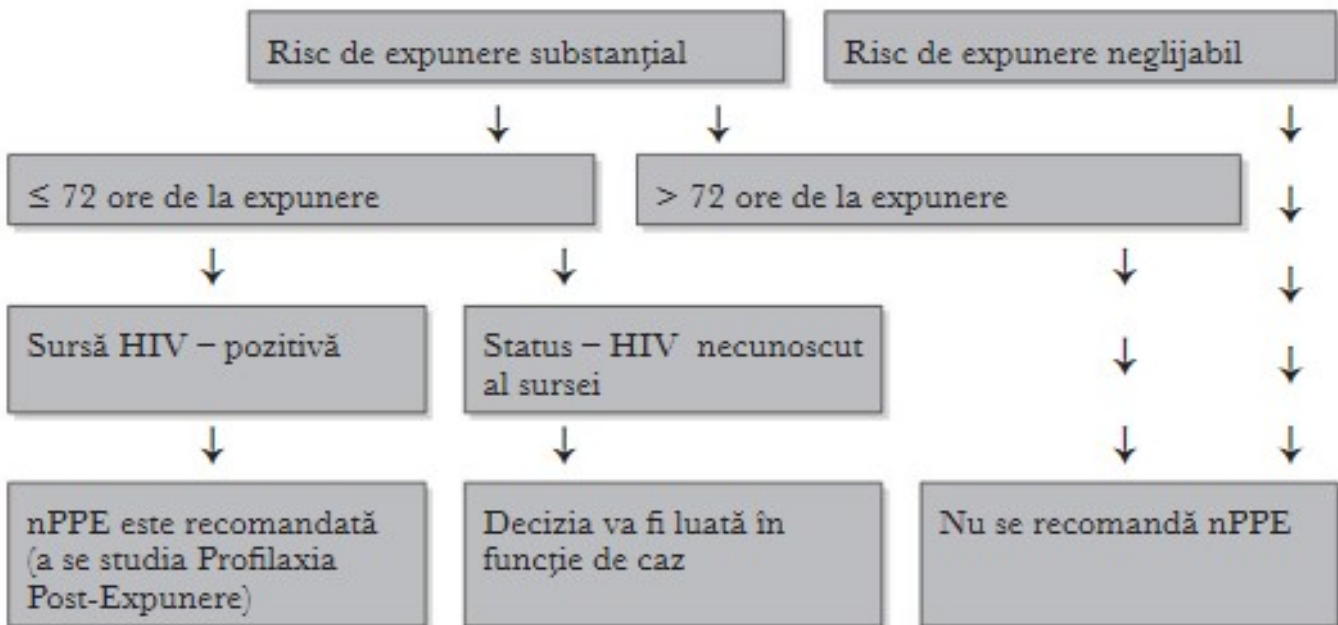 Risc de expunere substanţial
Risc de expunere neglijabil
≤ 72 ore de la expunere
> 72 ore de la expunere
Sursă HIV – pozitivă
Status – HIV necunoscut
al sursei
nPPE este recomandată
(a se studia Profilaxia
Post-Expunere)
Decizia va fi luată în
funcţie de caz
Nu se recomandă nPPE